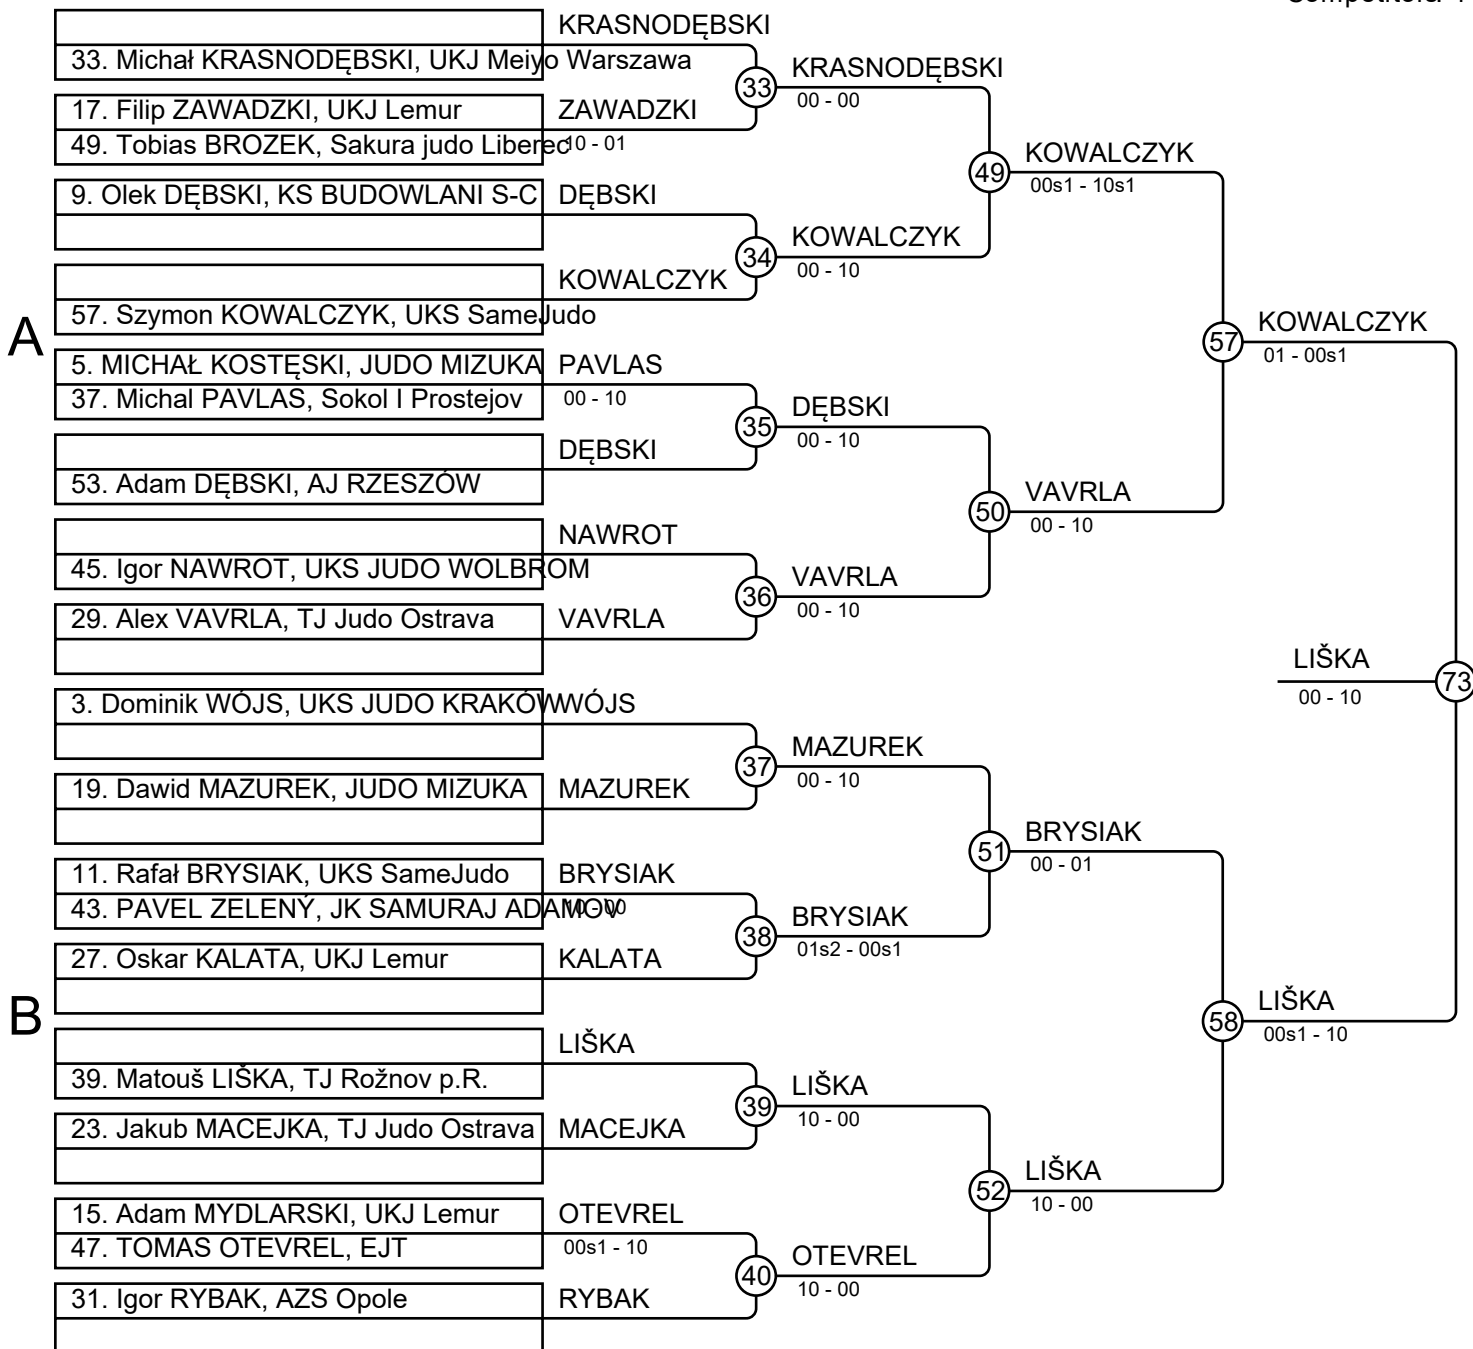 KRASNODĘBSKI
33. Michał KRASNODĘBSKI, UKJ Meiyo Warszawa
33
KRASNODĘBSKI
00 - 00
17. Filip ZAWADZKI, UKJ Lemur
ZAWADZKI
49. Tobias BROZEK, Sakura judo Liberec
10 - 01
49
KOWALCZYK
00s1 - 10s1
9. Olek DĘBSKI, KS BUDOWLANI S-C
DĘBSKI
34
KOWALCZYK
00 - 10
KOWALCZYK
57. Szymon KOWALCZYK, UKS SameJudo
A
57
KOWALCZYK
01 - 00s1
5. MICHAŁ KOSTĘSKI, JUDO MIZUKA
PAVLAS
37. Michal PAVLAS, Sokol I Prostejov
00 - 10
35
DĘBSKI
00 - 10
DĘBSKI
53. Adam DĘBSKI, AJ RZESZÓW
50
VAVRLA
00 - 10
NAWROT
45. Igor NAWROT, UKS JUDO WOLBROM
36
VAVRLA
00 - 10
29. Alex VAVRLA, TJ Judo Ostrava
VAVRLA
LIŠKA
00 - 10
73
3. Dominik WÓJS, UKS JUDO KRAKÓW
WÓJS
37
MAZUREK
00 - 10
19. Dawid MAZUREK, JUDO MIZUKA
MAZUREK
51
BRYSIAK
00 - 01
11. Rafał BRYSIAK, UKS SameJudo
BRYSIAK
43. PAVEL ZELENÝ, JK SAMURAJ ADAMOV
10 - 00
38
BRYSIAK
01s2 - 00s1
27. Oskar KALATA, UKJ Lemur
KALATA
B
58
LIŠKA
00s1 - 10
LIŠKA
39. Matouš LIŠKA, TJ Rožnov p.R.
39
LIŠKA
10 - 00
23. Jakub MACEJKA, TJ Judo Ostrava
MACEJKA
52
LIŠKA
10 - 00
15. Adam MYDLARSKI, UKJ Lemur
OTEVREL
47. TOMAS OTEVREL, EJT
00s1 - 10
40
OTEVREL
10 - 00
31. Igor RYBAK, AZS Opole
RYBAK